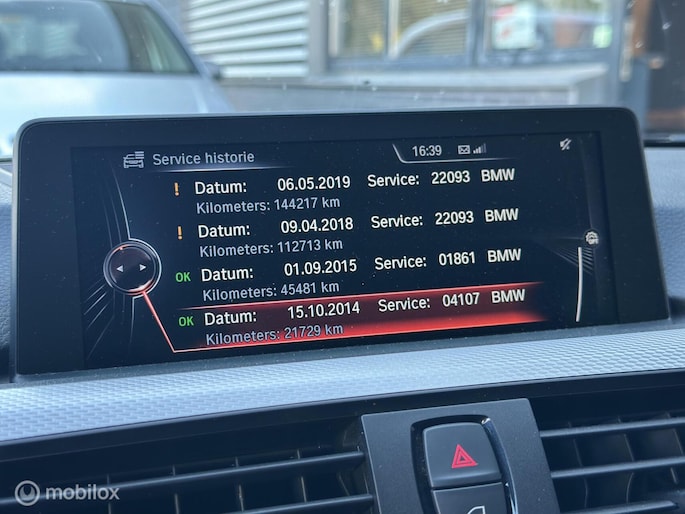 Service historie 16:39
! Datum: 06.05.2019 Service: 22093 BMW
Kilometers: 144217 km
! Datum: 09.04.2018 Service: 22093 BMW
Kilometers: 112713 km
OK Datum: 01.09.2015 Service: 01861 BMW
Kilometers: 45481 km
OK Datum: 15.10.2014 Service: 04107 BMW
Kilometers: 21729 km
mobilox